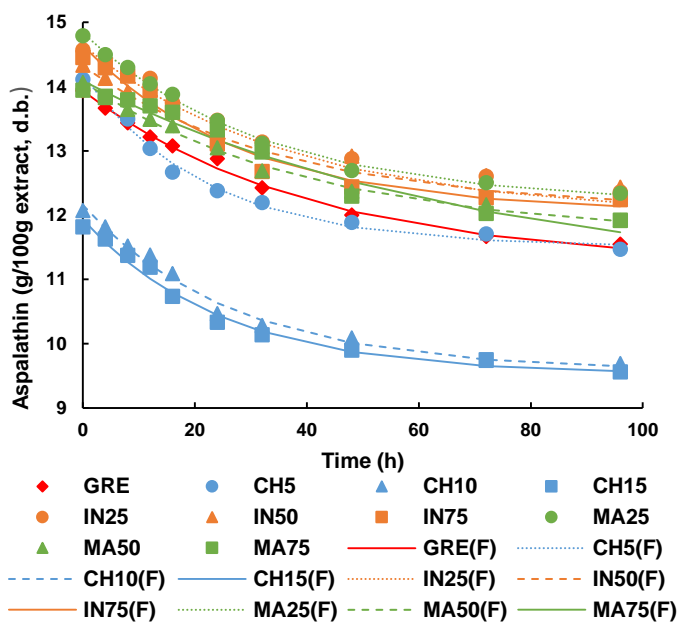 15
14
13
12
11
10
9
Aspalathin (g/100g extract, d.b.)
0 20 40 60 80 100
Time (h)
GRE CH5 CH10 CH15
IN25 IN50 IN75 MA25
MA50 MA75 GRE(F) CH5(F)
CH10(F) CH15(F) IN25(F) IN50(F)
IN75(F) MA25(F) MA50(F) MA75(F)